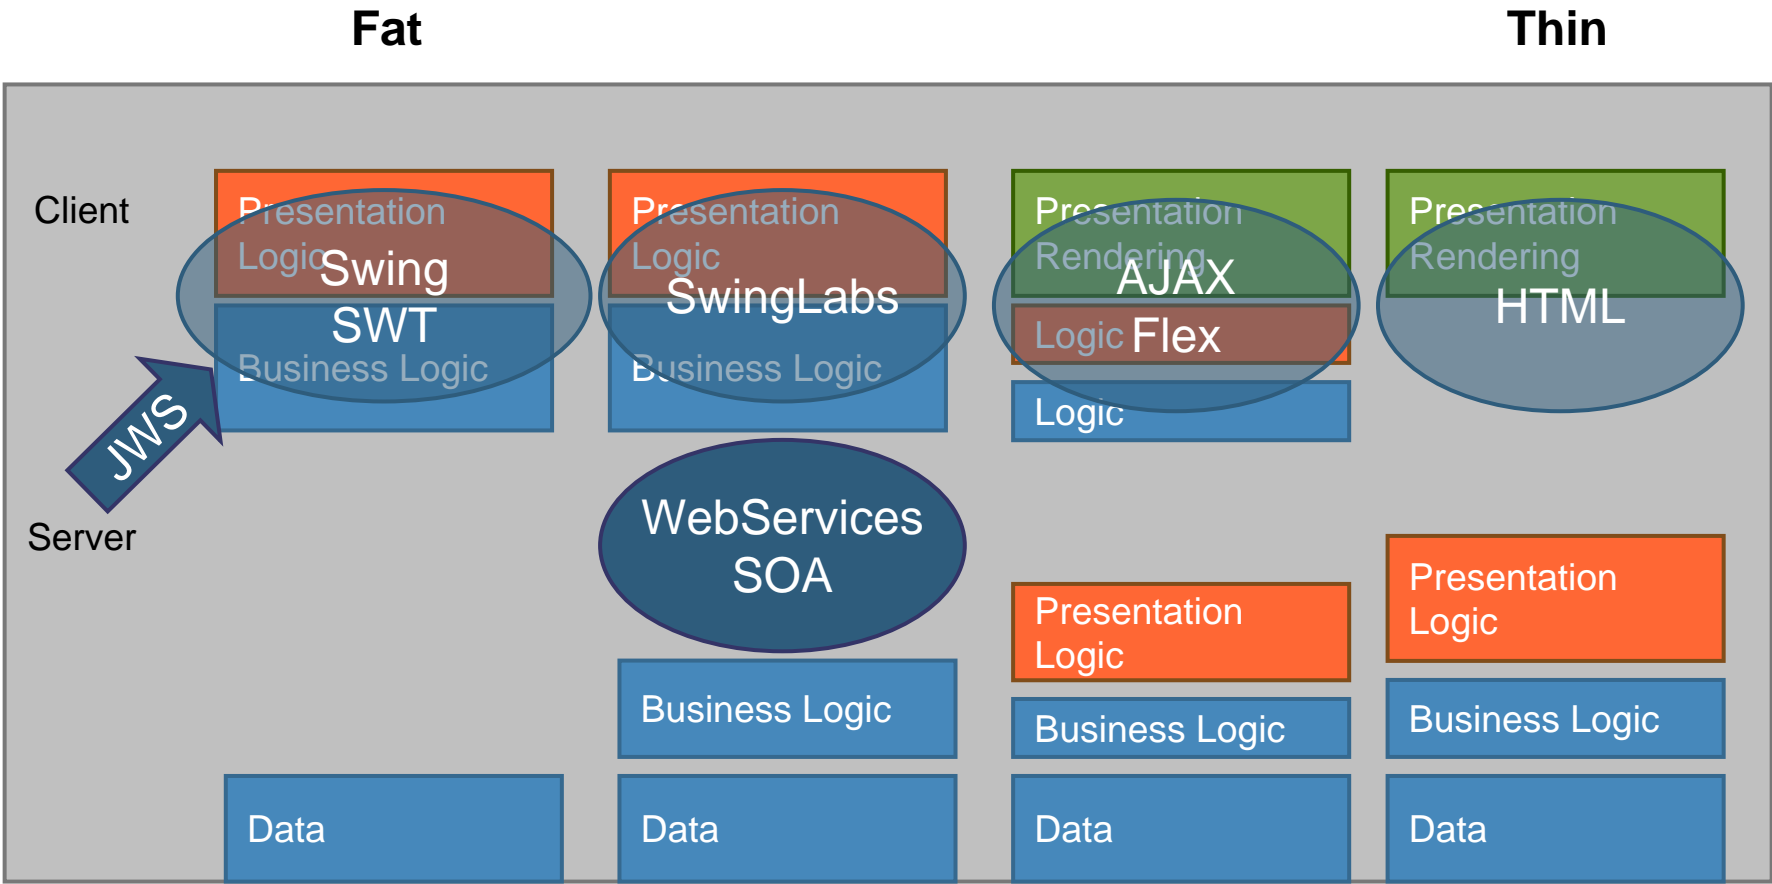 Fat
Thin
Client
Presentation
Logic
Swing
SWT
Business Logic
JWS
Server
Data
Presentation
Logic
SwingLabs
Business Logic
WebServices
SOA
Business Logic
Data
Presentation
Rendering
AJAX
Logic
Flex
Logic
Presentation
Logic
Business Logic
Data
Presentation
Rendering
HTML
Presentation
Logic
Business Logic
Data